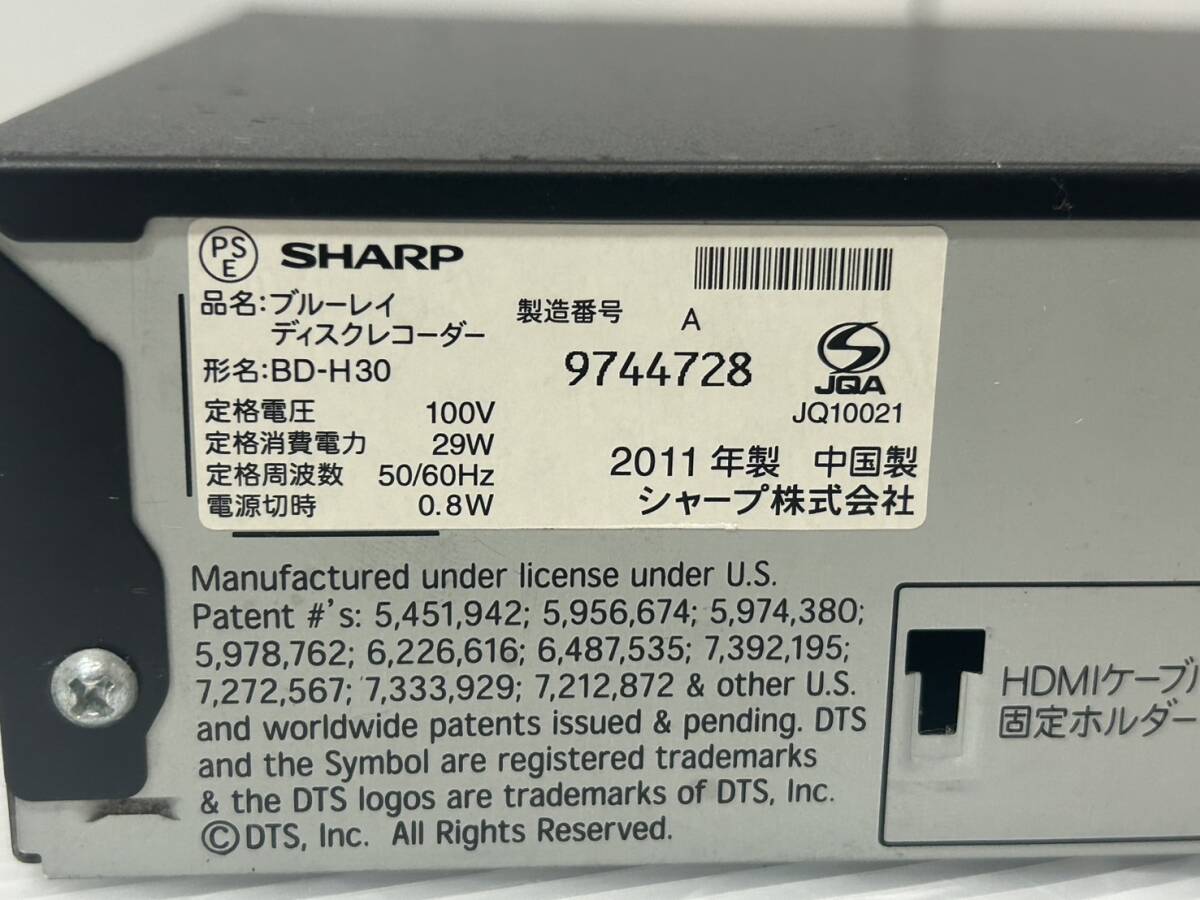 PS
E
SHARP
品名:ブルーレイ
ディスクレコーダー
形名:BD-H30
定格電圧 100V
定格消費電力 29W
定格周波数 50/60Hz
電源切時 0.8W
製造番号 A
9744728
JQA
JQ10021
2011 年製 中国製
シャープ株式会社
Manufactured under license under U.S.
Patent #'s: 5,451,942; 5,956,674; 5,974,380;
5,978,762; 6,226,616; 6,487,535; 7,392,195;
7,272,567; 7,333,929; 7,212,872 & other U.S.
and worldwide patents issued & pending. DTS
and the Symbol are registered trademarks
& the DTS logos are trademarks of DTS, Inc.
©DTS, Inc. All Rights Reserved.
HDMIケーブル
固定ホルダー